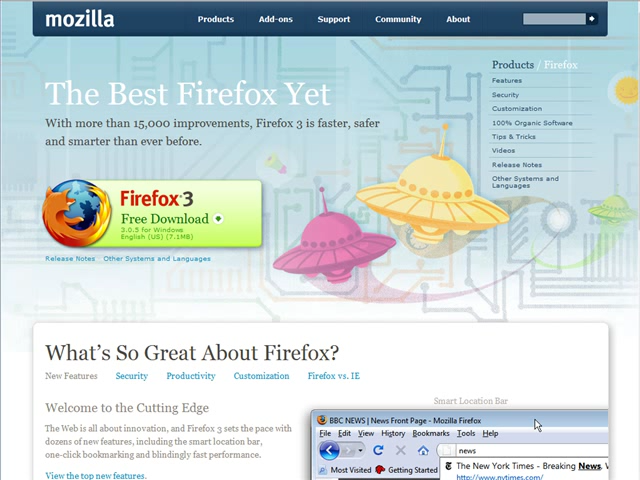 mozilla
Products
Add-ons
Support
Community
About
Products / Firefox
Features
Security
Customization
100% Organic Software
Tips & Tricks
Videos
Release Notes
Other Systems and
Languages
The Best Firefox Yet
With more than 15,000 improvements, Firefox 3 is faster, safer
and smarter than ever before.
Firefox 3
Free Download
3.0.5 for Windows
English (US) (7.1MB)
Release Notes - Other Systems and Languages
What's So Great About Firefox?
New Features
Security
Productivity
Customization
Firefox vs. IE
Welcome to the Cutting Edge
The Web is all about innovation, and Firefox 3 sets the pace with
dozens of new features, including the smart location bar,
one-click bookmarking and blindingly fast performance.
View the top new features.
Smart Location Bar
BBC NEWS | News Front Page - Mozilla Firefox
File Edit View History Bookmarks Tools Help
news
Most Visited
Getting Started
The New York Times - Breaking News,
http://www.nytimes.com/